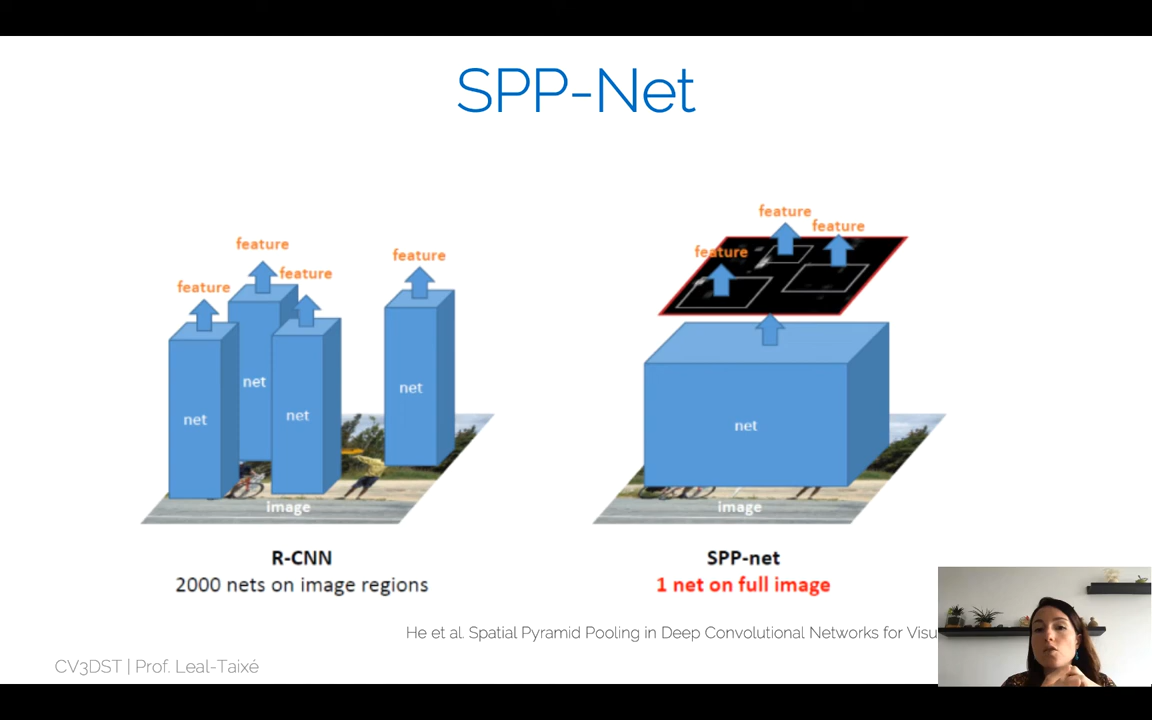 SPP-Net
feature
feature
feature
feature
net
net
net
net
image
R-CNN
2000 nets on image regions
feature
feature
feature
net
image
SPP-net
1 net on full image
He et al. Spatial Pyramid Pooling in Deep Convolutional Networks for Visu
CV3DST | Prof. Leal-Taixé